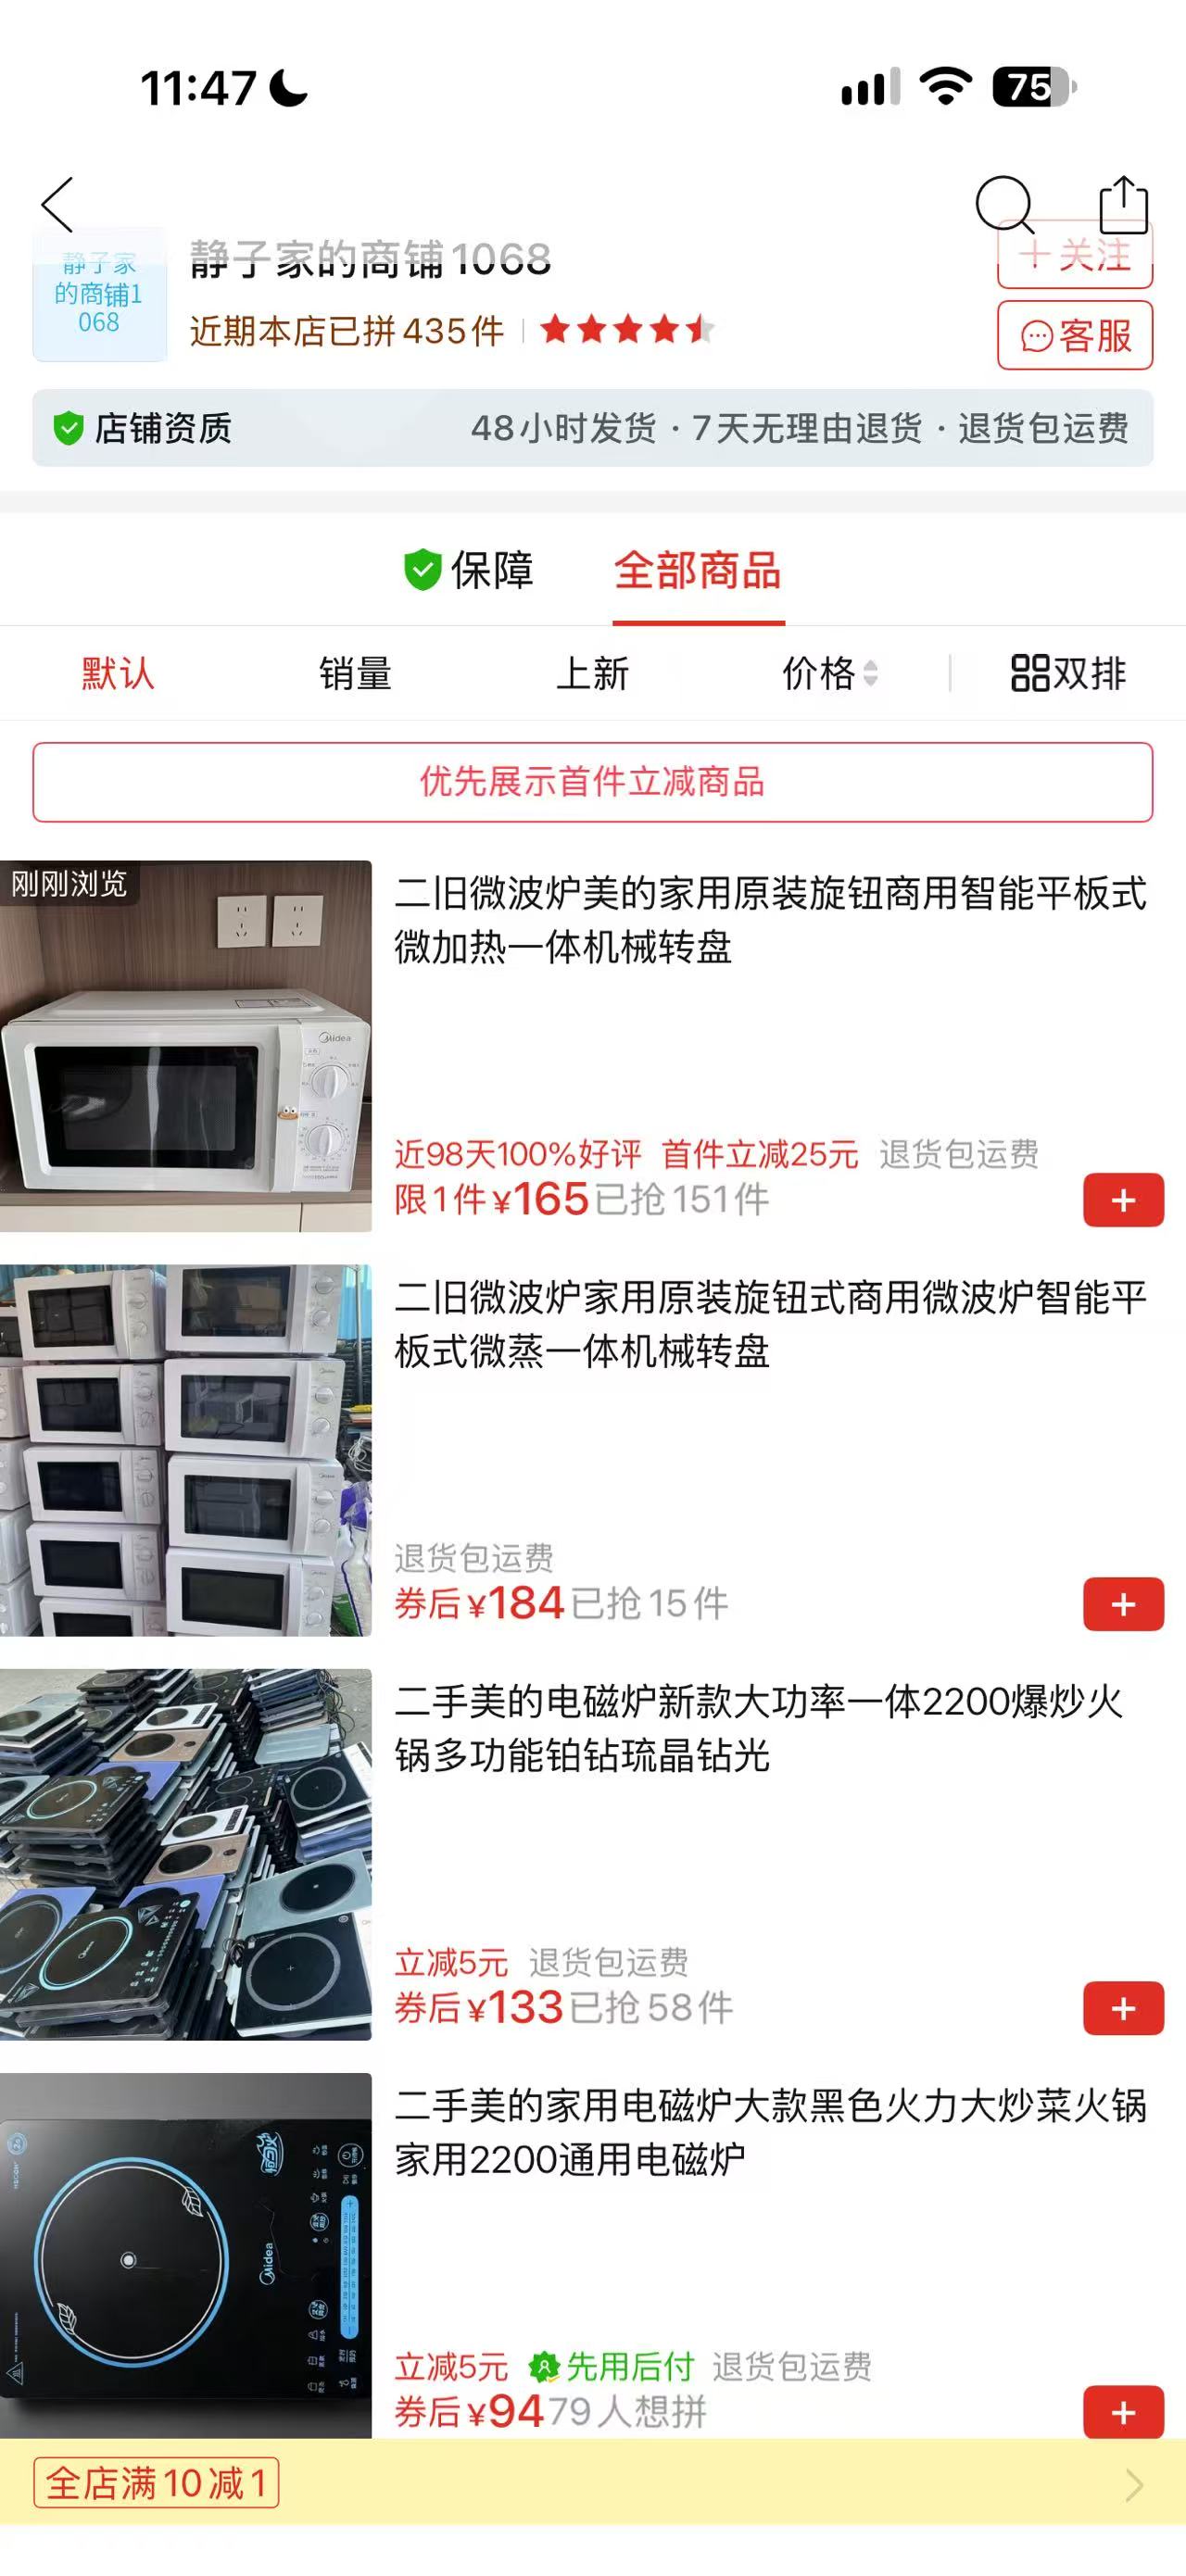 11:47
75
静子家
的商铺1
068
静子家的商铺1068
+关注
近期本店已拼435件
客服
店铺资质
48小时发货·7天无理由退货·退货包运费
保障
全部商品
默认
销量
上新
价格
双排
优先展示首件立减商品
刚刚浏览
Midea
二旧微波炉美的家用原装旋钮商用智能平板式
微加热一体机械转盘
近98天100%好评 首件立减25元 退货包运费
限1件¥165已抢151件
二旧微波炉家用原装旋钮式商用微波炉智能平
板式微蒸一体机械转盘
退货包运费
券后¥184已抢15件
二手美的电磁炉新款大功率一体2200爆炒火
锅多功能铂钻琉晶钻光
立减5元 退货包运费
券后¥133已抢58件
Midea
二手美的家用电磁炉大款黑色火力大炒菜火锅
家用2200通用电磁炉
立减5元 先用后付 退货包运费
券后¥9479人想拼
全店满10减1